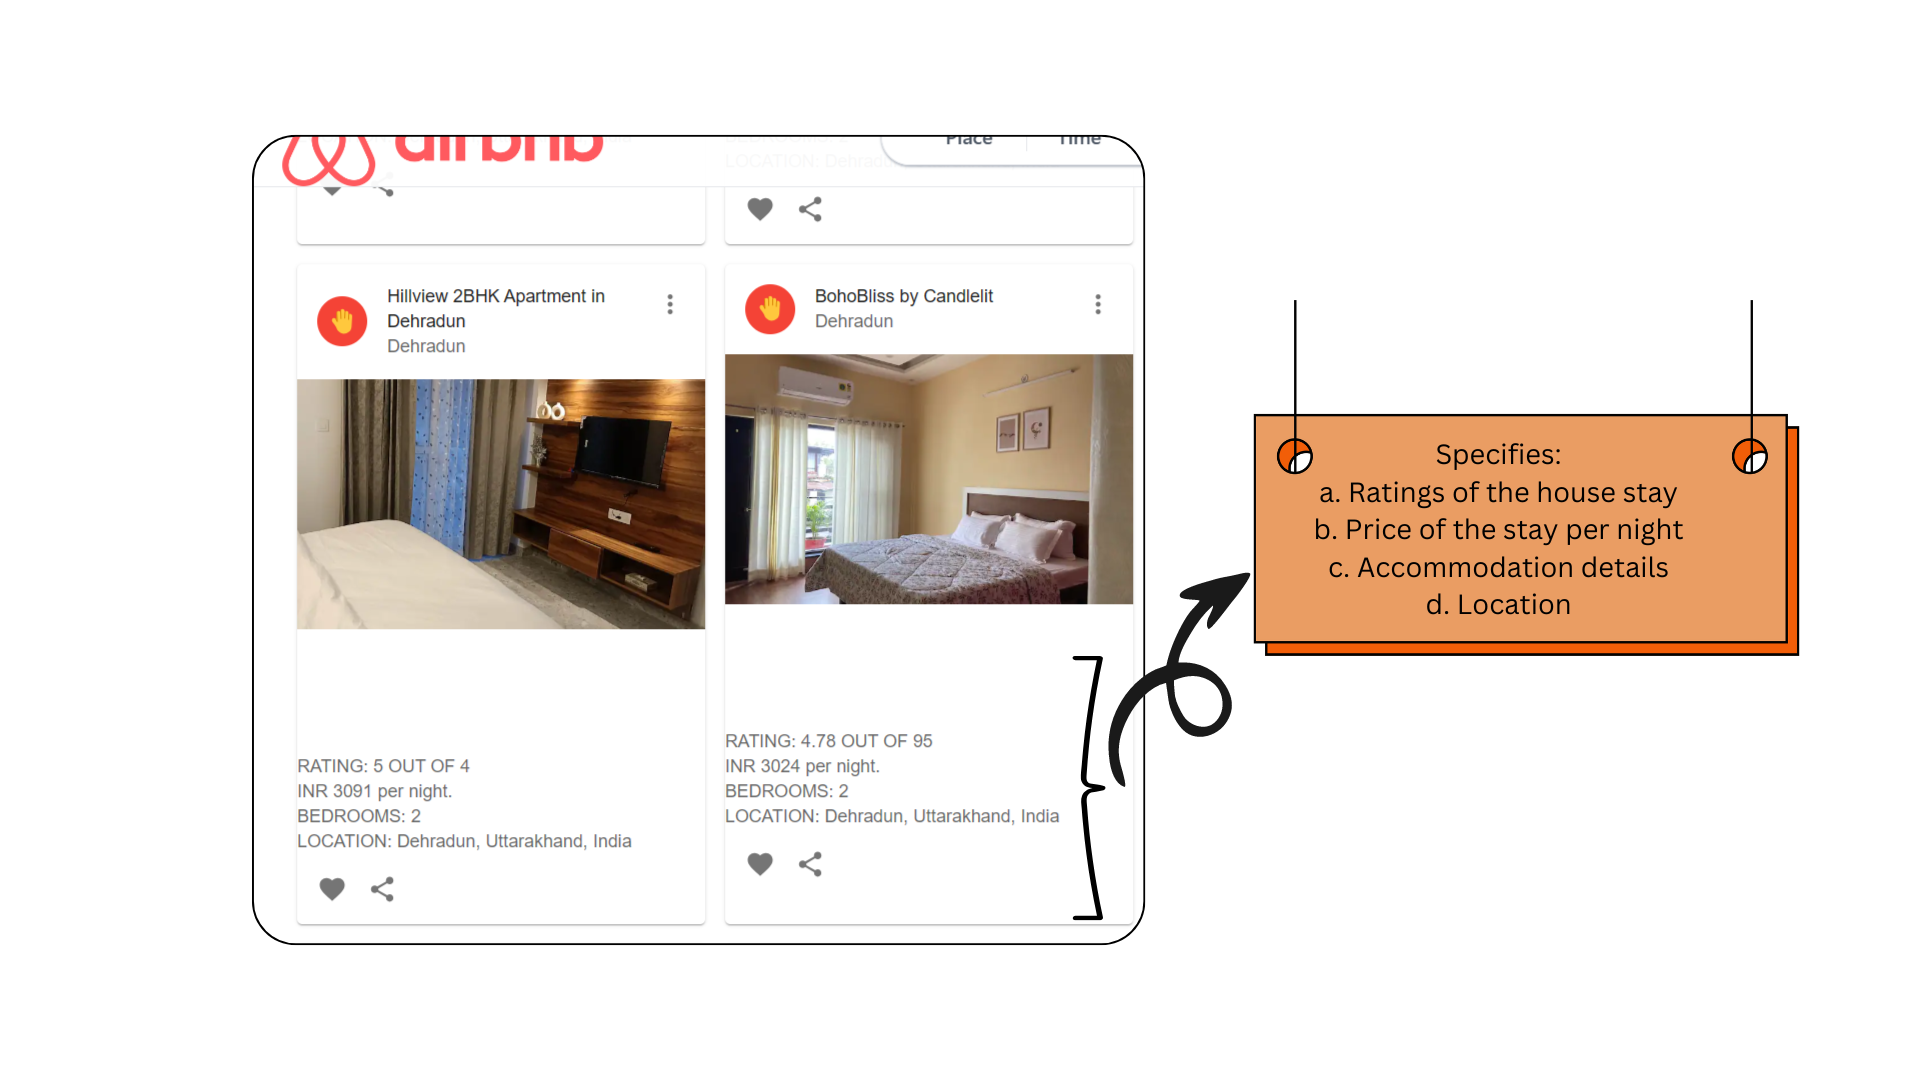 airbnb
Place
Time
LOCATION: Dehradun
Hillview 2BHK Apartment in
Dehradun
Dehradun
RATING: 5 OUT OF 4
INR 3091 per night.
BEDROOMS: 2
LOCATION: Dehradun, Uttarakhand, India
BohoBliss by Candlelit
Dehradun
RATING: 4.78 OUT OF 95
INR 3024 per night.
BEDROOMS: 2
LOCATION: Dehradun, Uttarakhand, India
Specifies:
a. Ratings of the house stay
b. Price of the stay per night
c. Accommodation details
d. Location